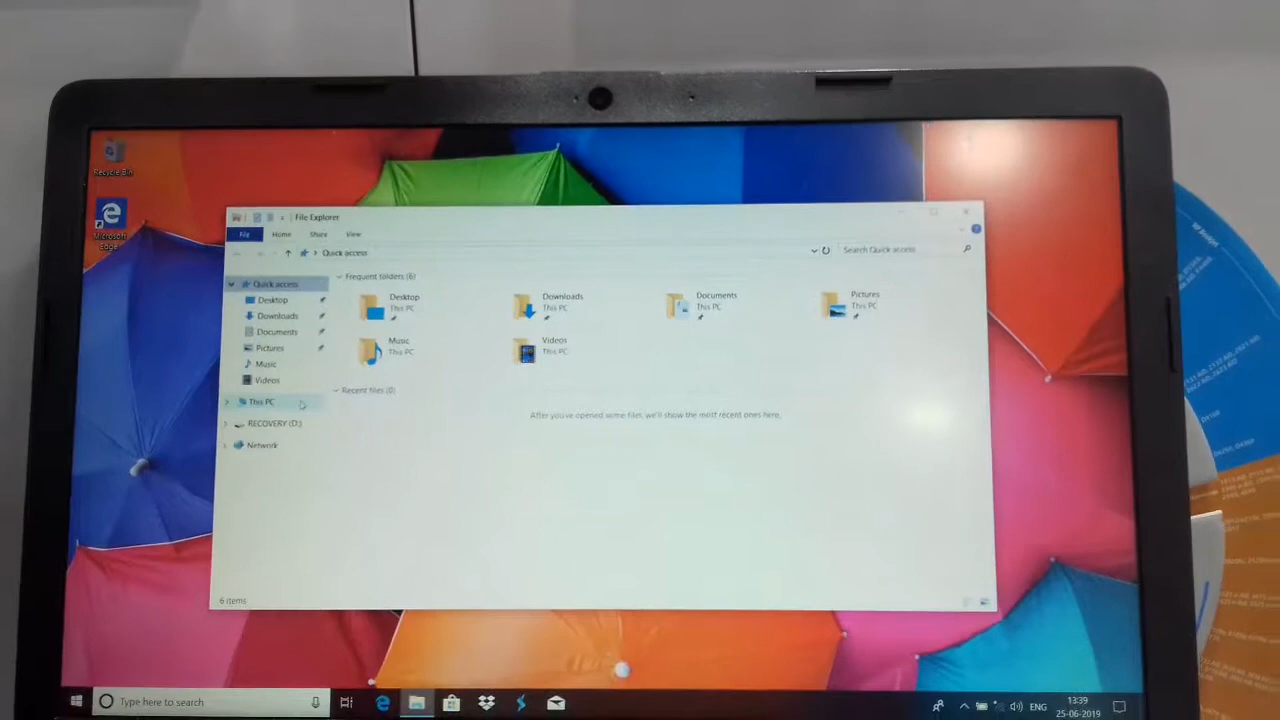 Recycle Bin
Microsoft
Edge
File Explorer
File
Home
Share
View
Quick access
Search Quick access
Quick access
Desktop
Downloads
Documents
Pictures
Music
Videos
This PC
RECOVERY (D:)
Network
Frequent folders (6)
Desktop
This PC
Downloads
This PC
Documents
This PC
Pictures
This PC
Music
This PC
Videos
This PC
Recent files (0)
After you've opened some files, we'll show the most recent ones here.
6 items
Type here to search
ENG
13:39
25-06-2019